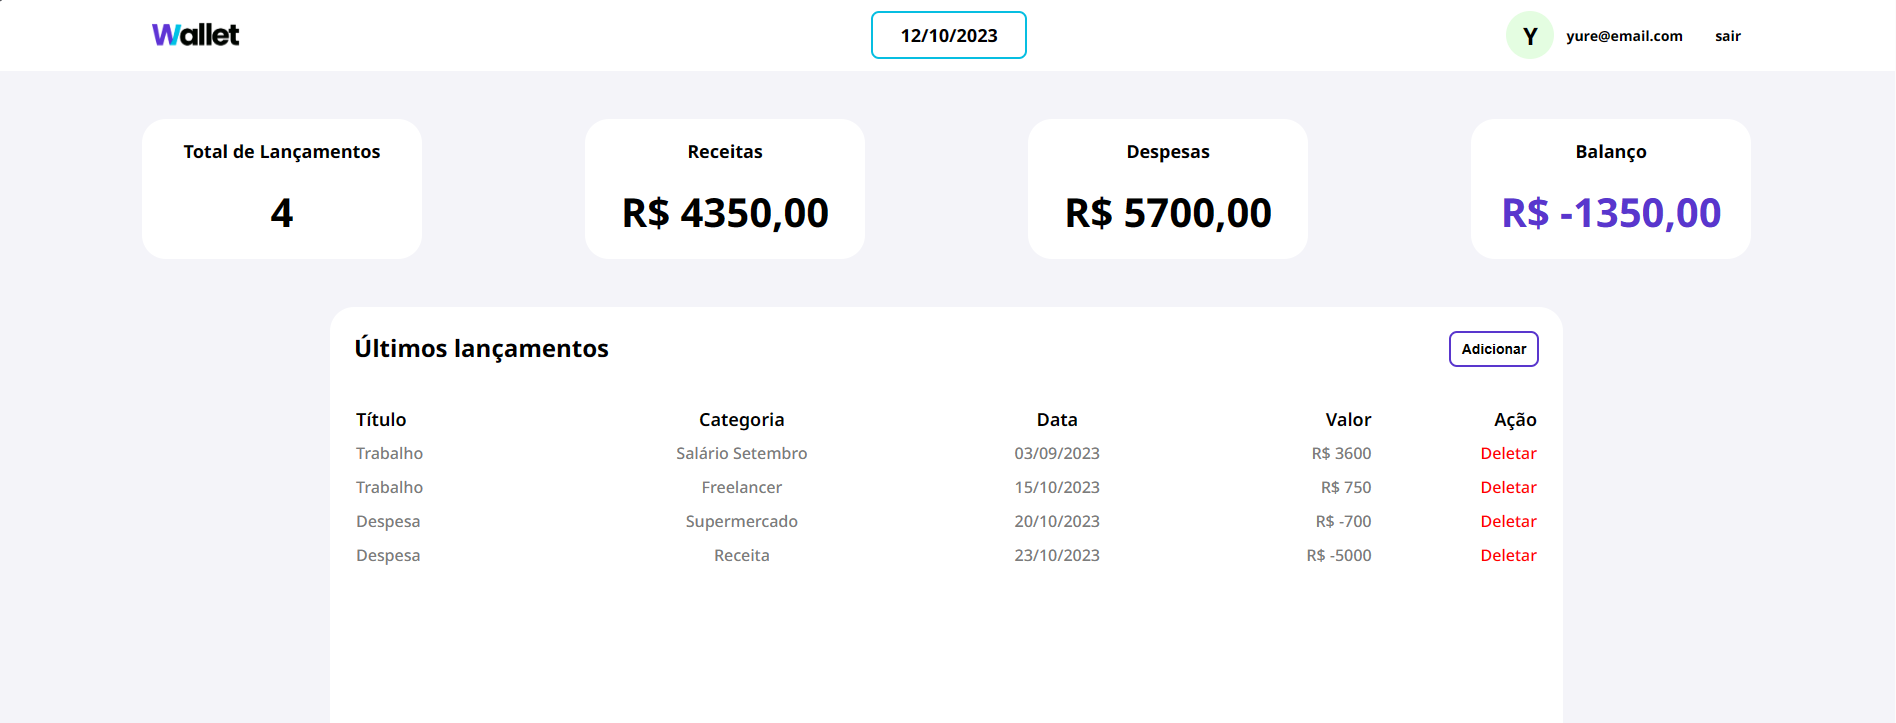 Wallet 12/10/2023 Y yure@email.com sair
Total de Lançamentos Receitas Despesas Balanço
4 R$ 4350,00 R$ 5700,00 R$ -1350,00
Últimos lançamentos Adicionar
Título Categoria Data Valor Ação
Trabalho Salário Setembro 03/09/2023 R$ 3600 Deletar
Trabalho Freelancer 15/10/2023 R$ 750 Deletar
Despesa Supermercado 20/10/2023 R$ -700 Deletar
Despesa Receita 23/10/2023 R$ -5000 Deletar